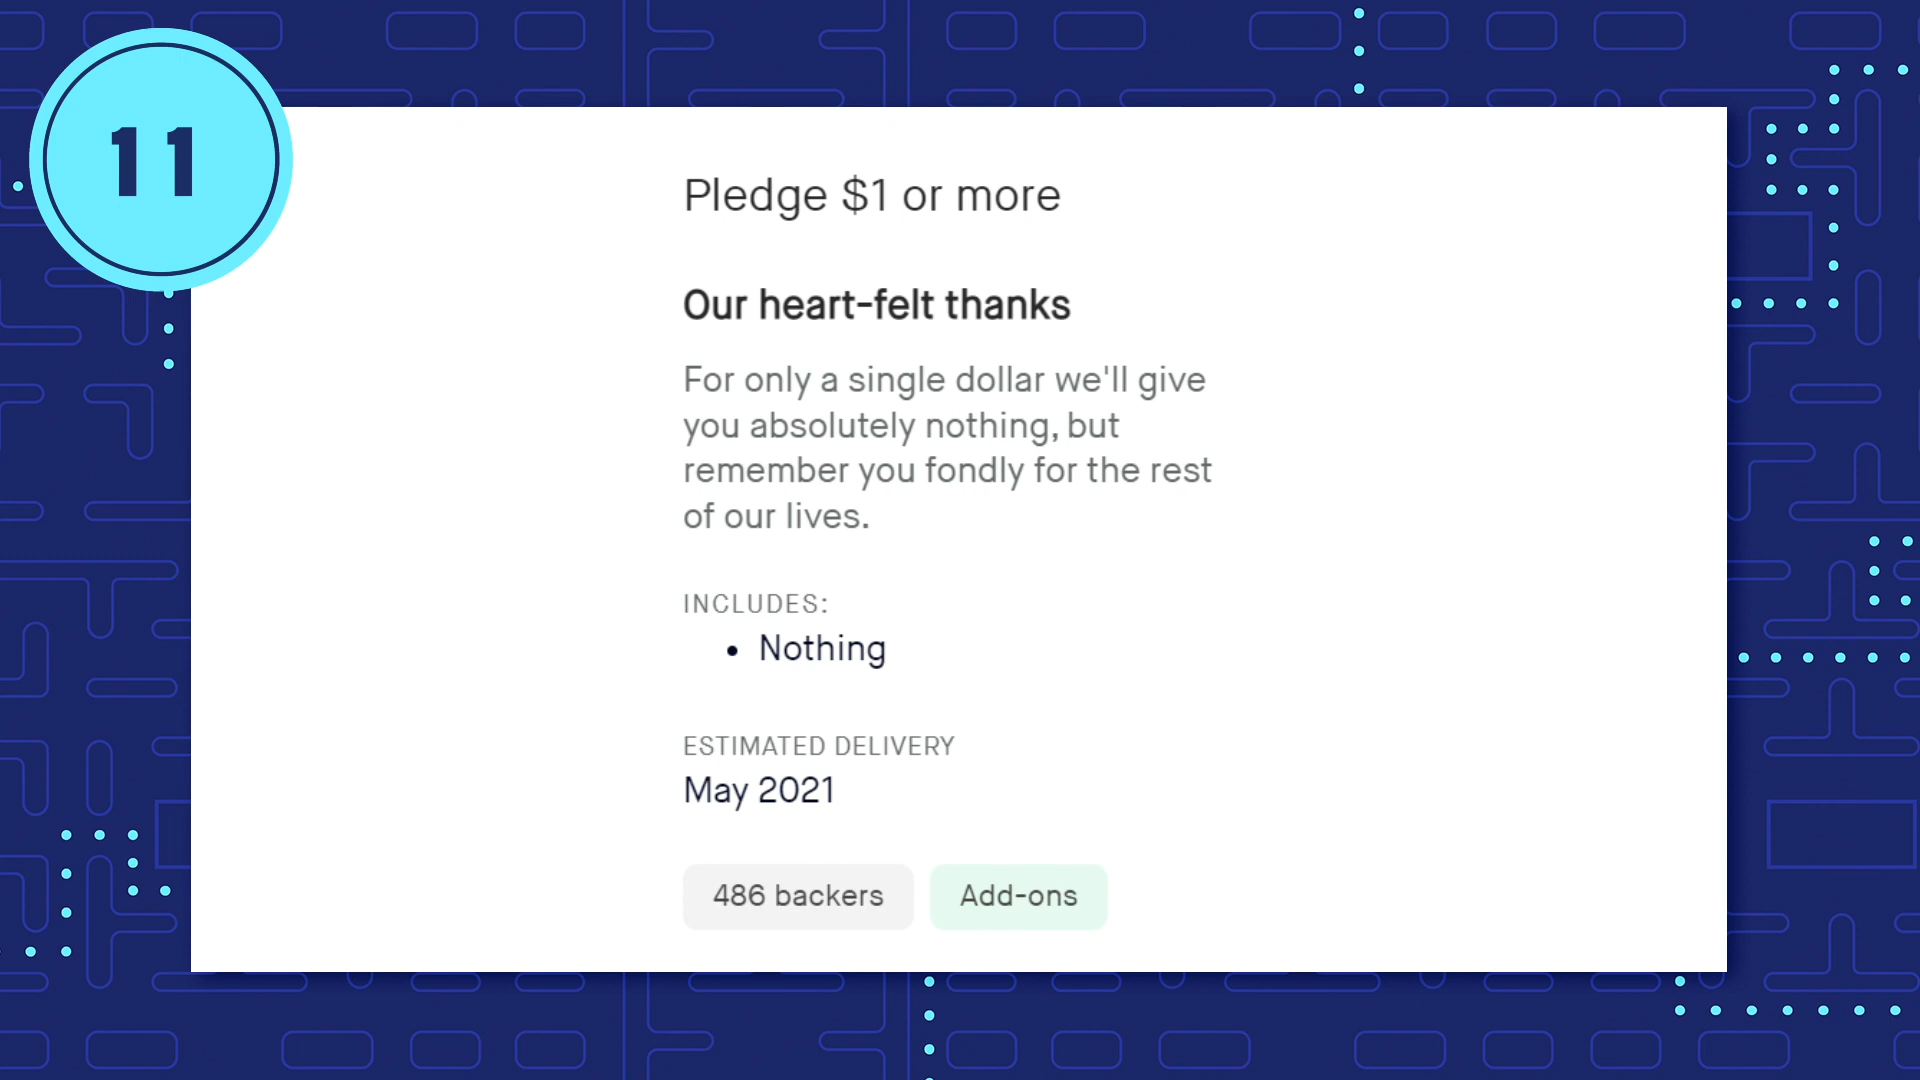 11
Pledge $1 or more
Our heart-felt thanks
For only a single dollar we'll give
you absolutely nothing, but
remember you fondly for the rest
of our lives.
INCLUDES:
• Nothing
ESTIMATED DELIVERY
May 2021
486 backers
Add-ons